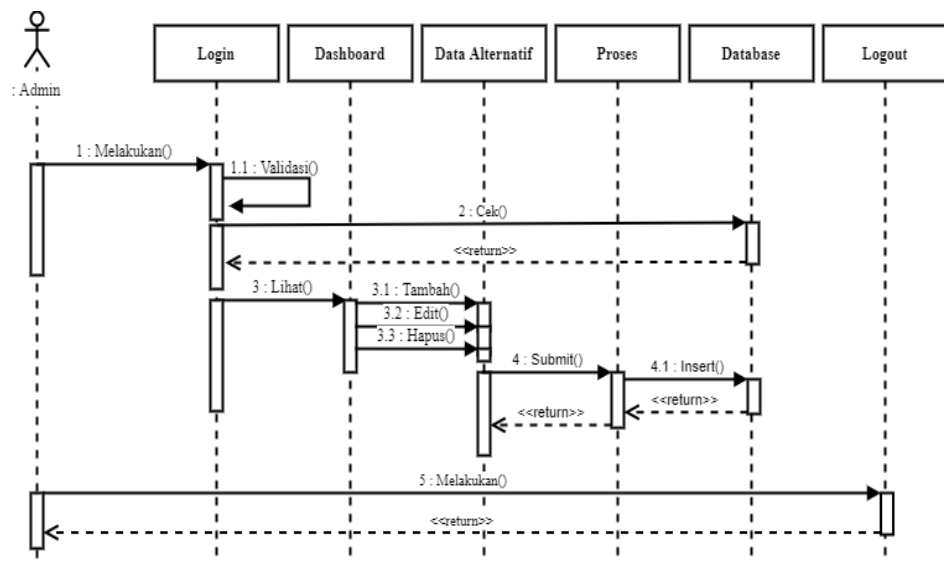 Login
Dashboard
Data Alternatif
Proses
Database
Logout
: Admin
1 : Melakukan()
1.1 : Validasi()
2 : Cek()
<<return>>
3 : Lihat()
3.1 : Tambah()
3.2 : Edit()
3.3 : Hapus()
4 : Submit()
4.1 : Insert()
<<return>>
<<return>>
5 : Melakukan()
<<return>>